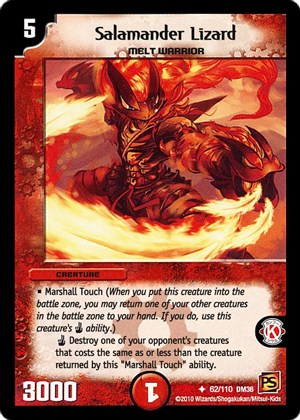 5
Salamander Lizard
MELT WARRIOR
CREATURE
▪ Marshall Touch (When you put this creature into the
battle zone, you may return one of your other creatures
in the battle zone to your hand. If you do, use this
creature's ability.)
Destroy one of your opponent's creatures
that costs the same as or less than the creature
returned by this "Marshall Touch" ability.
K
3000
1
62/110 DM38
©2010 Wizards/Shogakukan/Mitsui-Kids
PS